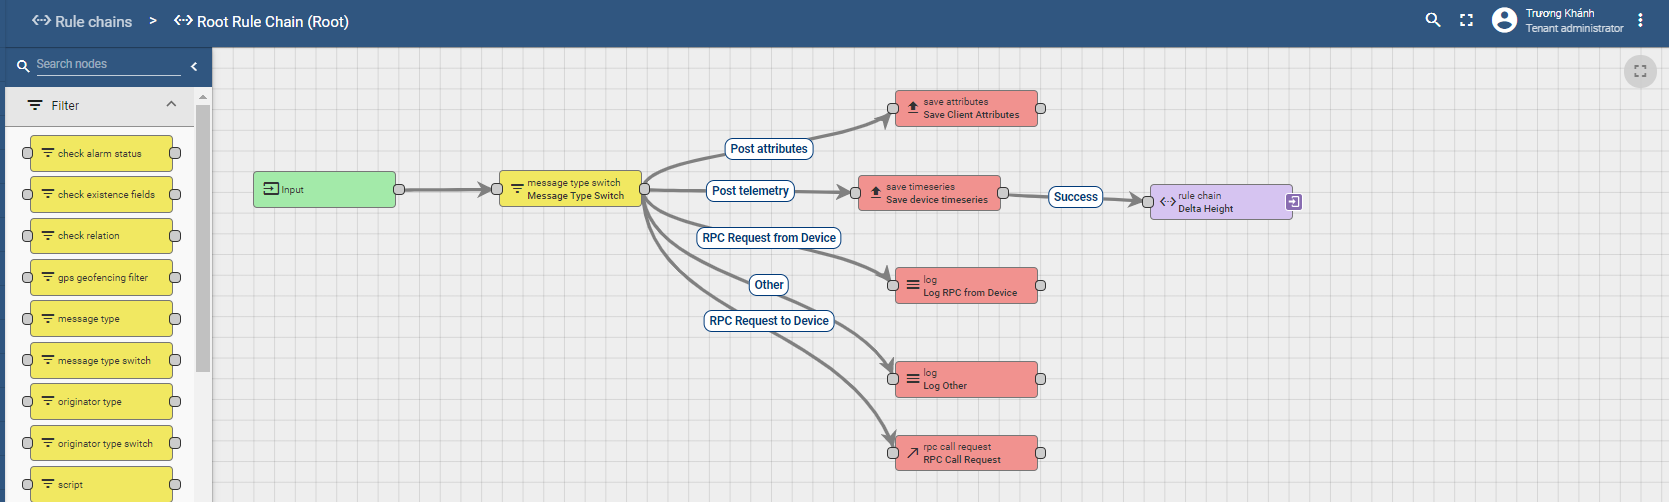 Rule chains > Root Rule Chain (Root)
Trương Khánh
Tenant administrator
Search nodes
Filter
check alarm status
check existence fields
check relation
gps geofencing filter
message type
message type switch
originator type
originator type switch
script
Input
message type switch
Message Type Switch
Post attributes
Post telemetry
RPC Request from Device
Other
RPC Request to Device
save attributes
Save Client Attributes
save timeseries
Save device timeseries
Success
rule chain
Delta Height
log
Log RPC from Device
log
Log Other
rpc call request
RPC Call Request